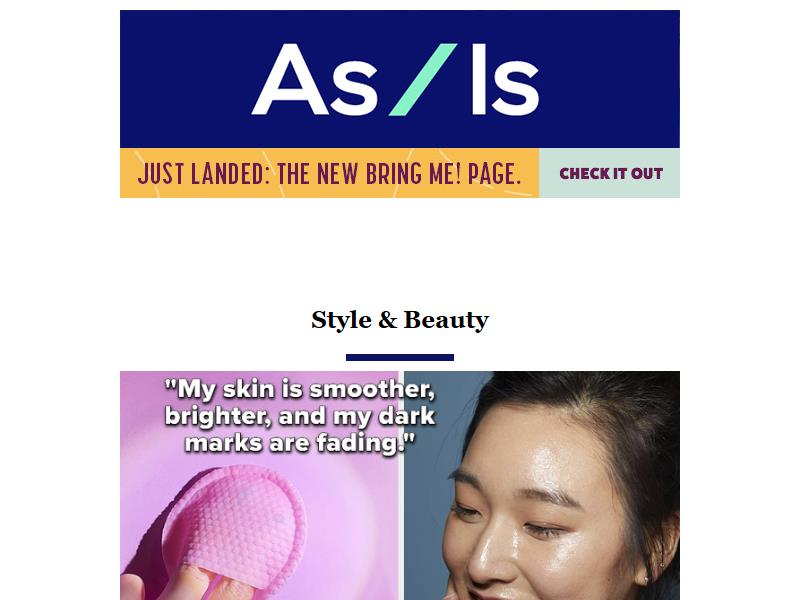 As/Is
JUST LANDED: THE NEW BRING ME! PAGE.
CHECK IT OUT
Style & Beauty
"My skin is smoother,
brighter, and my dark
marks are fading."